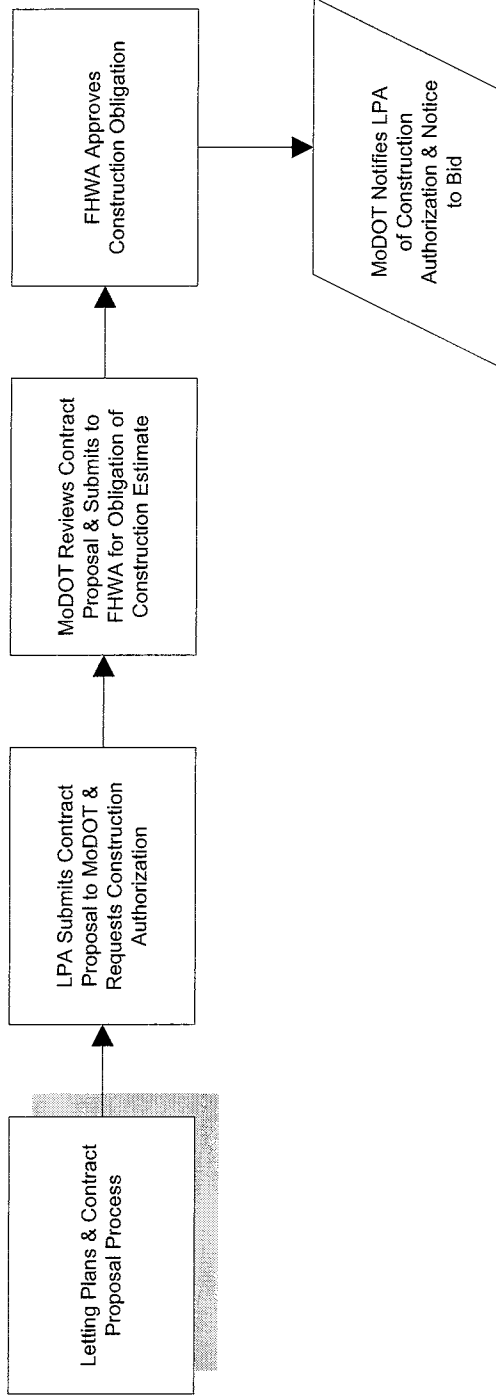 Letting Plans & Contract
Proposal Process
LPA Submits Contract
Proposal to MoDOT &
Requests Construction
Authorization
MoDOT Reviews Contract
Proposal & Submits to
FHWA for Obligation of
Construction Estimate
FHWA Approves
Construction Obligation
MoDOT Notifies LPA
of Construction
Authorization & Notice
to Bid